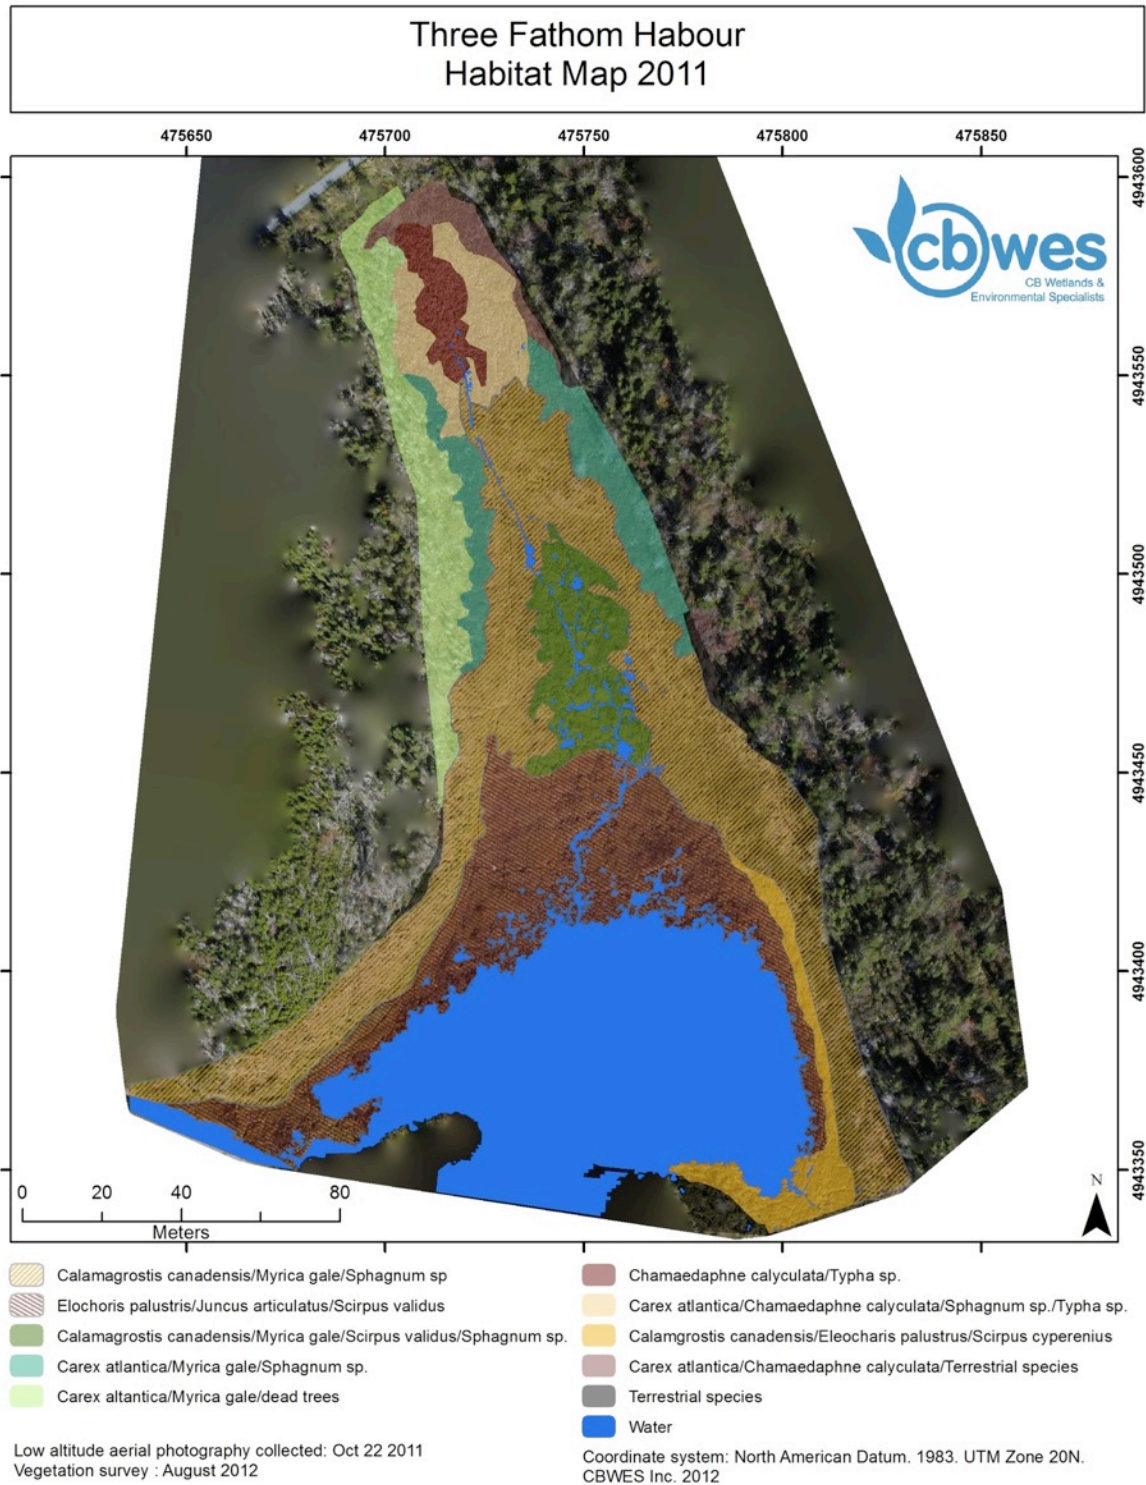 Three Fathom Habour
Habitat Map 2011
475650 475700 475750 475800 475850
4943600
cbwes
CB Wetlands &
Environmental Specialists
4943550
4943500
4943450
4943400
4943350
N
0 20 40 80
Meters
Calamagrostis canadensis/Myrica gale/Sphagnum sp
Elochoris palustris/Juncus articulatus/Scirpus validus
Calamagrostis canadensis/Myrica gale/Scirpus validus/Sphagnum sp.
Carex atlantica/Myrica gale/Sphagnum sp.
Carex altantica/Myrica gale/dead trees
Chamaedaphne calyculata/Typha sp.
Carex atlantica/Chamaedaphne calyculata/Sphagnum sp./Typha sp.
Calamgrostis canadensis/Eleocharis palustrus/Scirpus cyperenius
Carex atlantica/Chamaedaphne calyculata/Terrestrial species
Terrestrial species
Water
Low altitude aerial photography collected: Oct 22 2011
Vegetation survey : August 2012
Coordinate system: North American Datum. 1983. UTM Zone 20N.
CBWES Inc. 2012